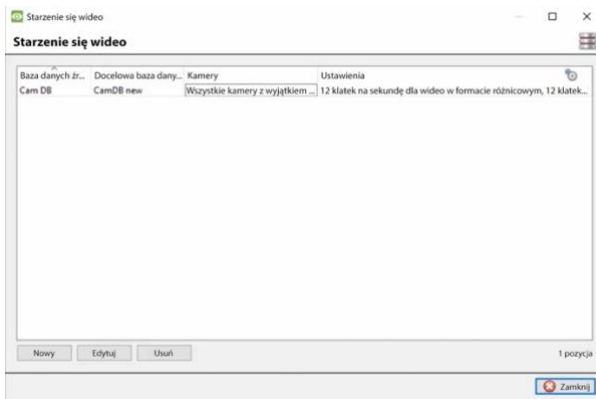 Starzenie się wideo
Starzenie się wideo
Baza danych źr... Docelowa baza dany... Kamery Ustawienia
Cam DB CamDB new Wszystkie kamery z wyjątkiem ... 12 klatek na sekundę dla wideo w formacie różnicowym, 12 klatek...
Nowy Edytuj Usuń 1 pozycja
Zamknij